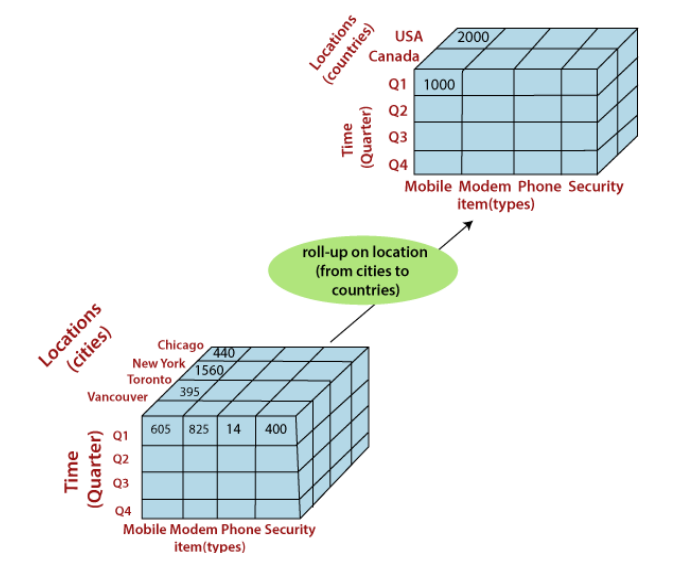 Locations
(countries)
USA
2000
Canada
Q1
1000
Q2
Q3
Q4
Time
(Quarter)
Mobile Modem Phone Security
item(types)
roll-up on location
(from cities to
countries)
Locations
(cities)
Chicago
440
New York
1560
Toronto
395
Vancouver
Q1
605 825 14 400
Q2
Q3
Q4
Time
(Quarter)
Mobile Modem Phone Security
item(types)